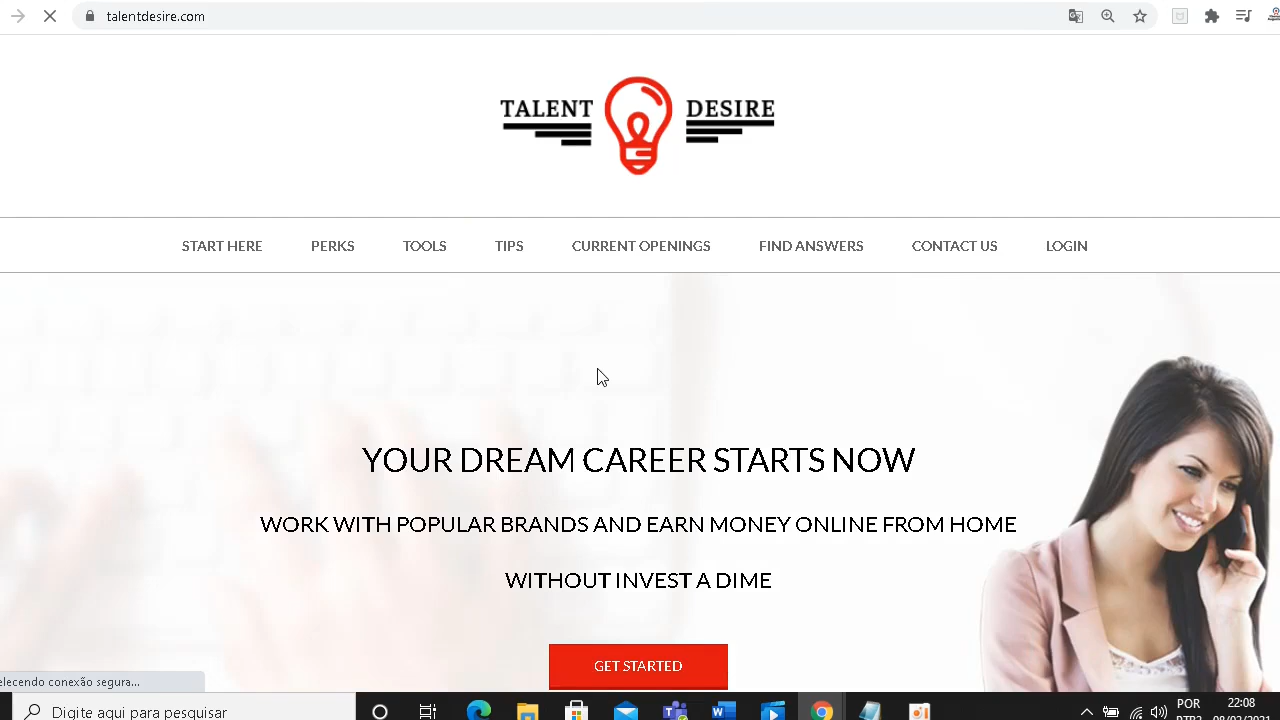 talentdesire.com
TALENT DESIRE
START HERE PERKS TOOLS TIPS CURRENT OPENINGS FIND ANSWERS CONTACT US LOGIN
YOUR DREAM CAREER STARTS NOW
WORK WITH POPULAR BRANDS AND EARN MONEY ONLINE FROM HOME
WITHOUT INVEST A DIME
GET STARTED
elecendo conexão segura...
Digite aqui para pesquisar
POR 22:08